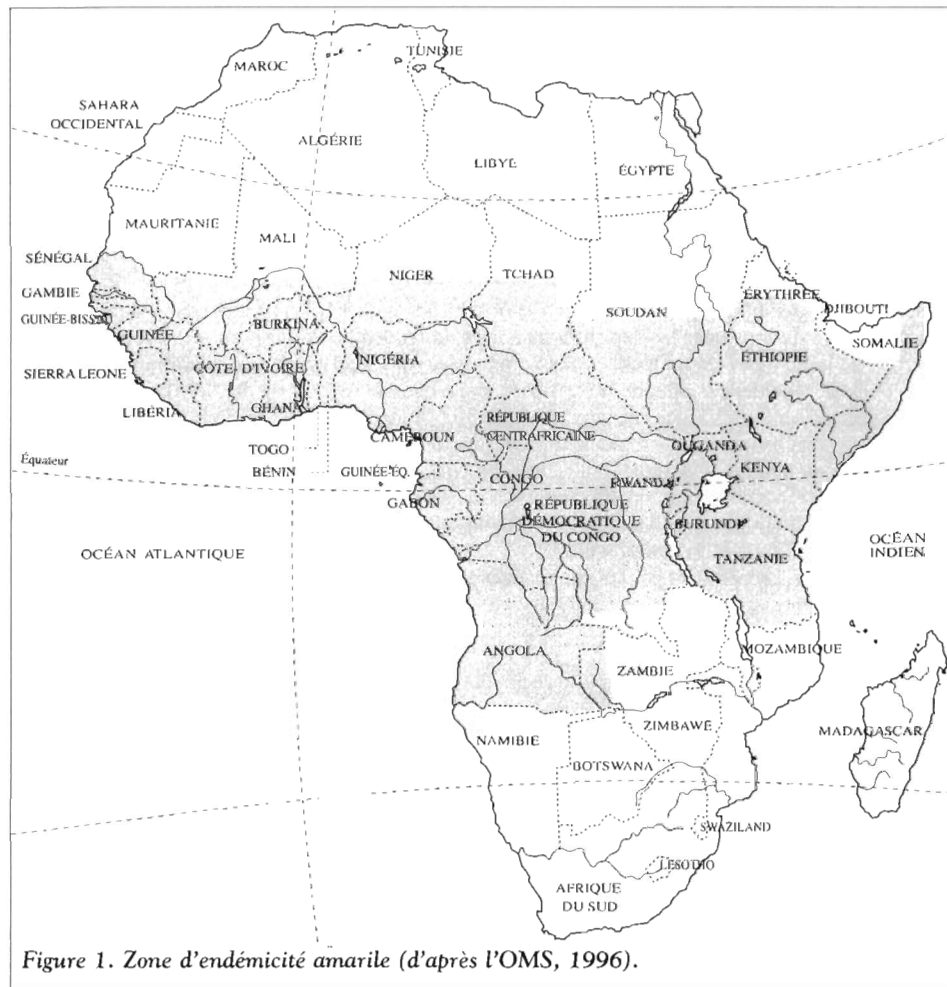 TUNISIE
MAROC
SAHARA
OCCIDENTAL
ALGÉRIE
LIBYE
ÉGYPTE
MAURITANIE
MALI
NIGER
TCHAD
SÉNÉGAL
SOUDAN
ÉRYTHRÉE
DJIBOUTI
GAMBIE
GUINÉE-BISSAU
GUINÉE
BURKINA
SOMALIE
NIGÉRIA
ÉTHIOPIE
SIERRA LEONE
CÔTE D'IVOIRE
LIBÉRIA
GHANA
RÉPUBLIQUE
CENTRAFRICAINE
CAMEROUN
OUGANDA
TOGO
Équateur
BÉNIN
GUINÉE ÉQ.
CONGO
RWANDA
KENYA
GABON
RÉPUBLIQUE
DÉMOCRATIQUE
DU CONGO
BURUNDI
OCÉAN ATLANTIQUE
OCÉAN
INDIEN
TANZANIE
ANGOLA
MOZAMBIQUE
ZAMBIE
NAMIBIE
ZIMBAWE
MADAGASCAR
BOTSWANA
SWAZILAND
LESOTHO
AFRIQUE
DU SUD
Figure 1. Zone d'endémicité amarile (d'après l'OMS, 1996).